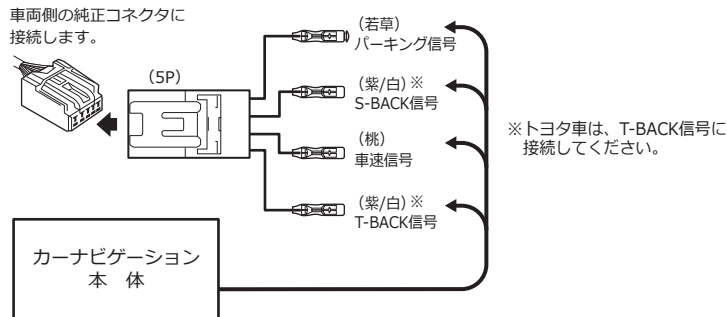 車両側の純正コネクタに
接続します。
（5P）
（若草）
パーキング信号
（紫/白）※
S-BACK信号
（桃）
車速信号
（紫/白）※
T-BACK信号
※トヨタ車は、T-BACK信号に
接続してください。
カーナビゲーション
本　体